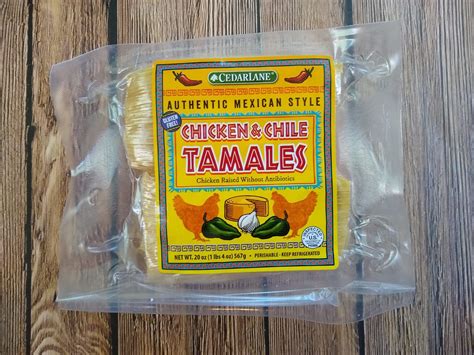 CEDARLANE
AUTHENTIC MEXICAN STYLE
GLUTEN FREE!
CHICKEN & CHILE
TAMALES
Chicken Raised Without Antibiotics
NET WT. 20 oz (1 lbs 4 oz) 567g • PERISHABLE - KEEP REFRIGERATED